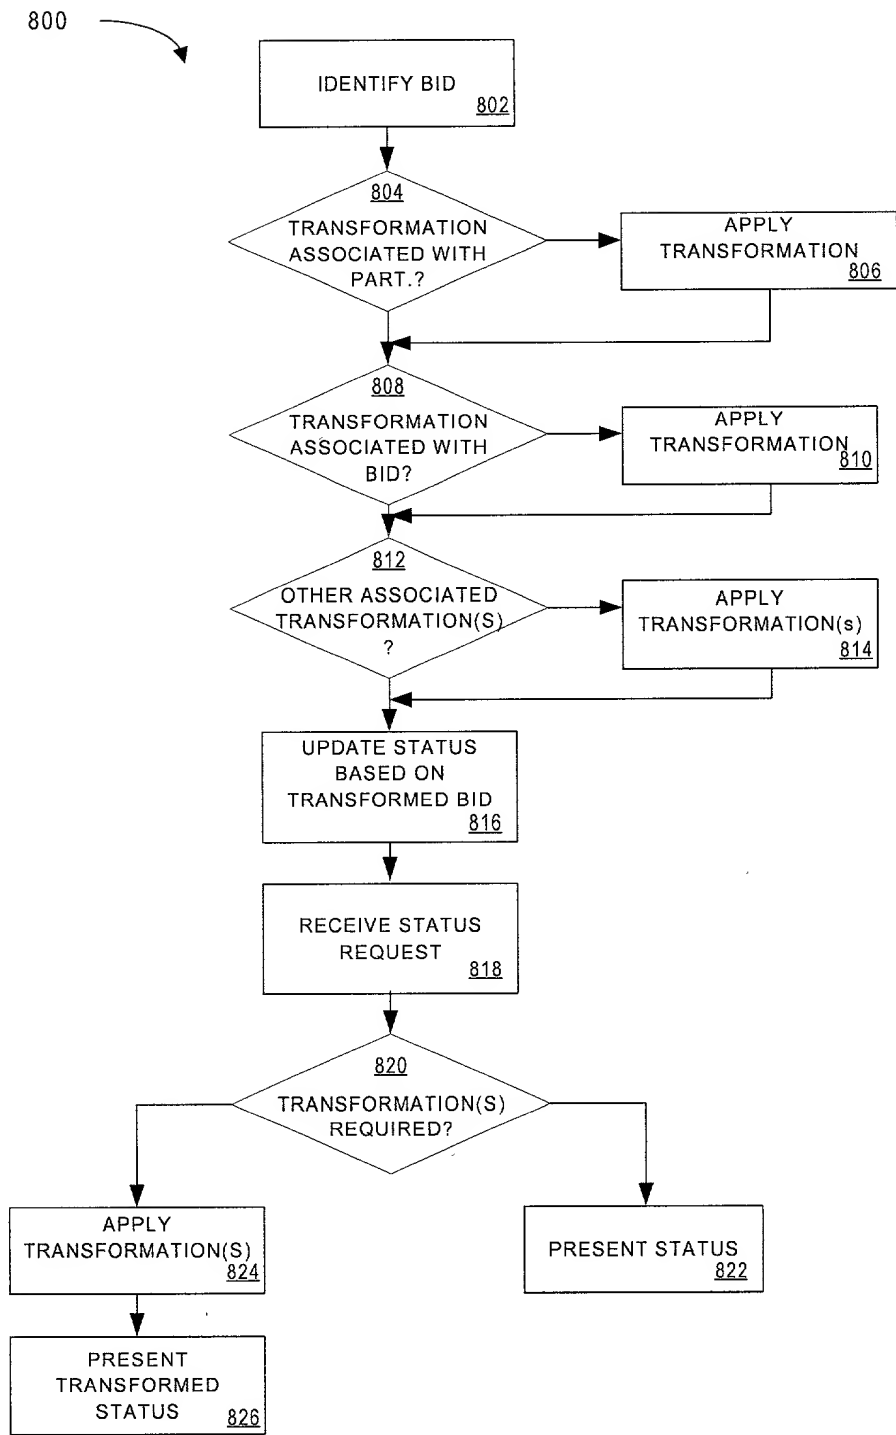 800
IDENTIFY BID
802
804
TRANSFORMATION
ASSOCIATED WITH
PART.?
APPLY
TRANSFORMATION
806
808
TRANSFORMATION
ASSOCIATED WITH
BID?
APPLY
TRANSFORMATION
810
812
OTHER ASSOCIATED
TRANSFORMATION(S)
?
APPLY
TRANSFORMATION(s)
814
UPDATE STATUS
BASED ON
TRANSFORMED BID
816
RECEIVE STATUS
REQUEST
818
820
TRANSFORMATION(S)
REQUIRED?
APPLY
TRANSFORMATION(S)
824
PRESENT STATUS
822
PRESENT
TRANSFORMED
STATUS
826